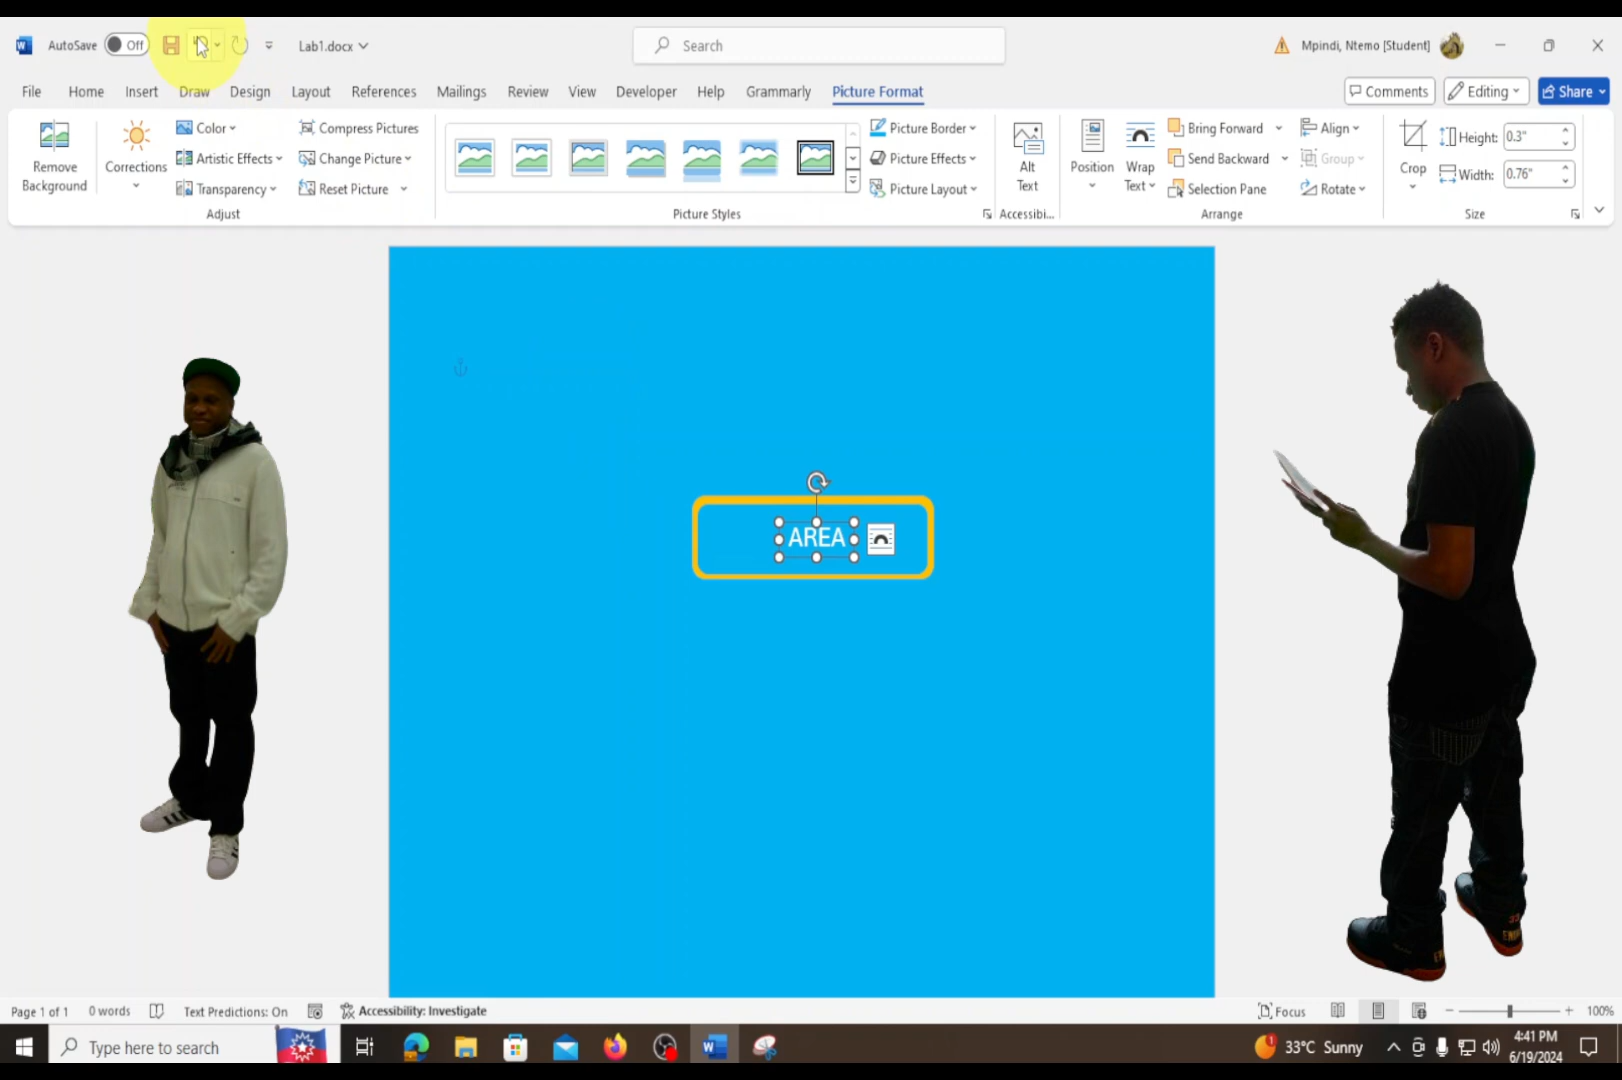 AutoSave Off Lab1.docx Search Mpindi, Ntemo [Student]
File Home Insert Draw Design Layout References Mailings Review View Developer Help Grammarly Picture Format Comments Editing Share
Remove Background
Corrections
Color
Artistic Effects
Transparency
Compress Pictures
Change Picture
Reset Picture
Adjust
Picture Styles
Picture Border
Picture Effects
Picture Layout
Alt Text
Accessibi...
Position
Wrap Text
Bring Forward
Send Backward
Selection Pane
Align
Group
Rotate
Arrange
Crop
Height: 0.3"
Width: 0.76"
Size
AREA
Page 1 of 1 0 words Text Predictions: On Accessibility: Investigate Focus 100%
Type here to search 33°C Sunny 4:41 PM
6/19/2024